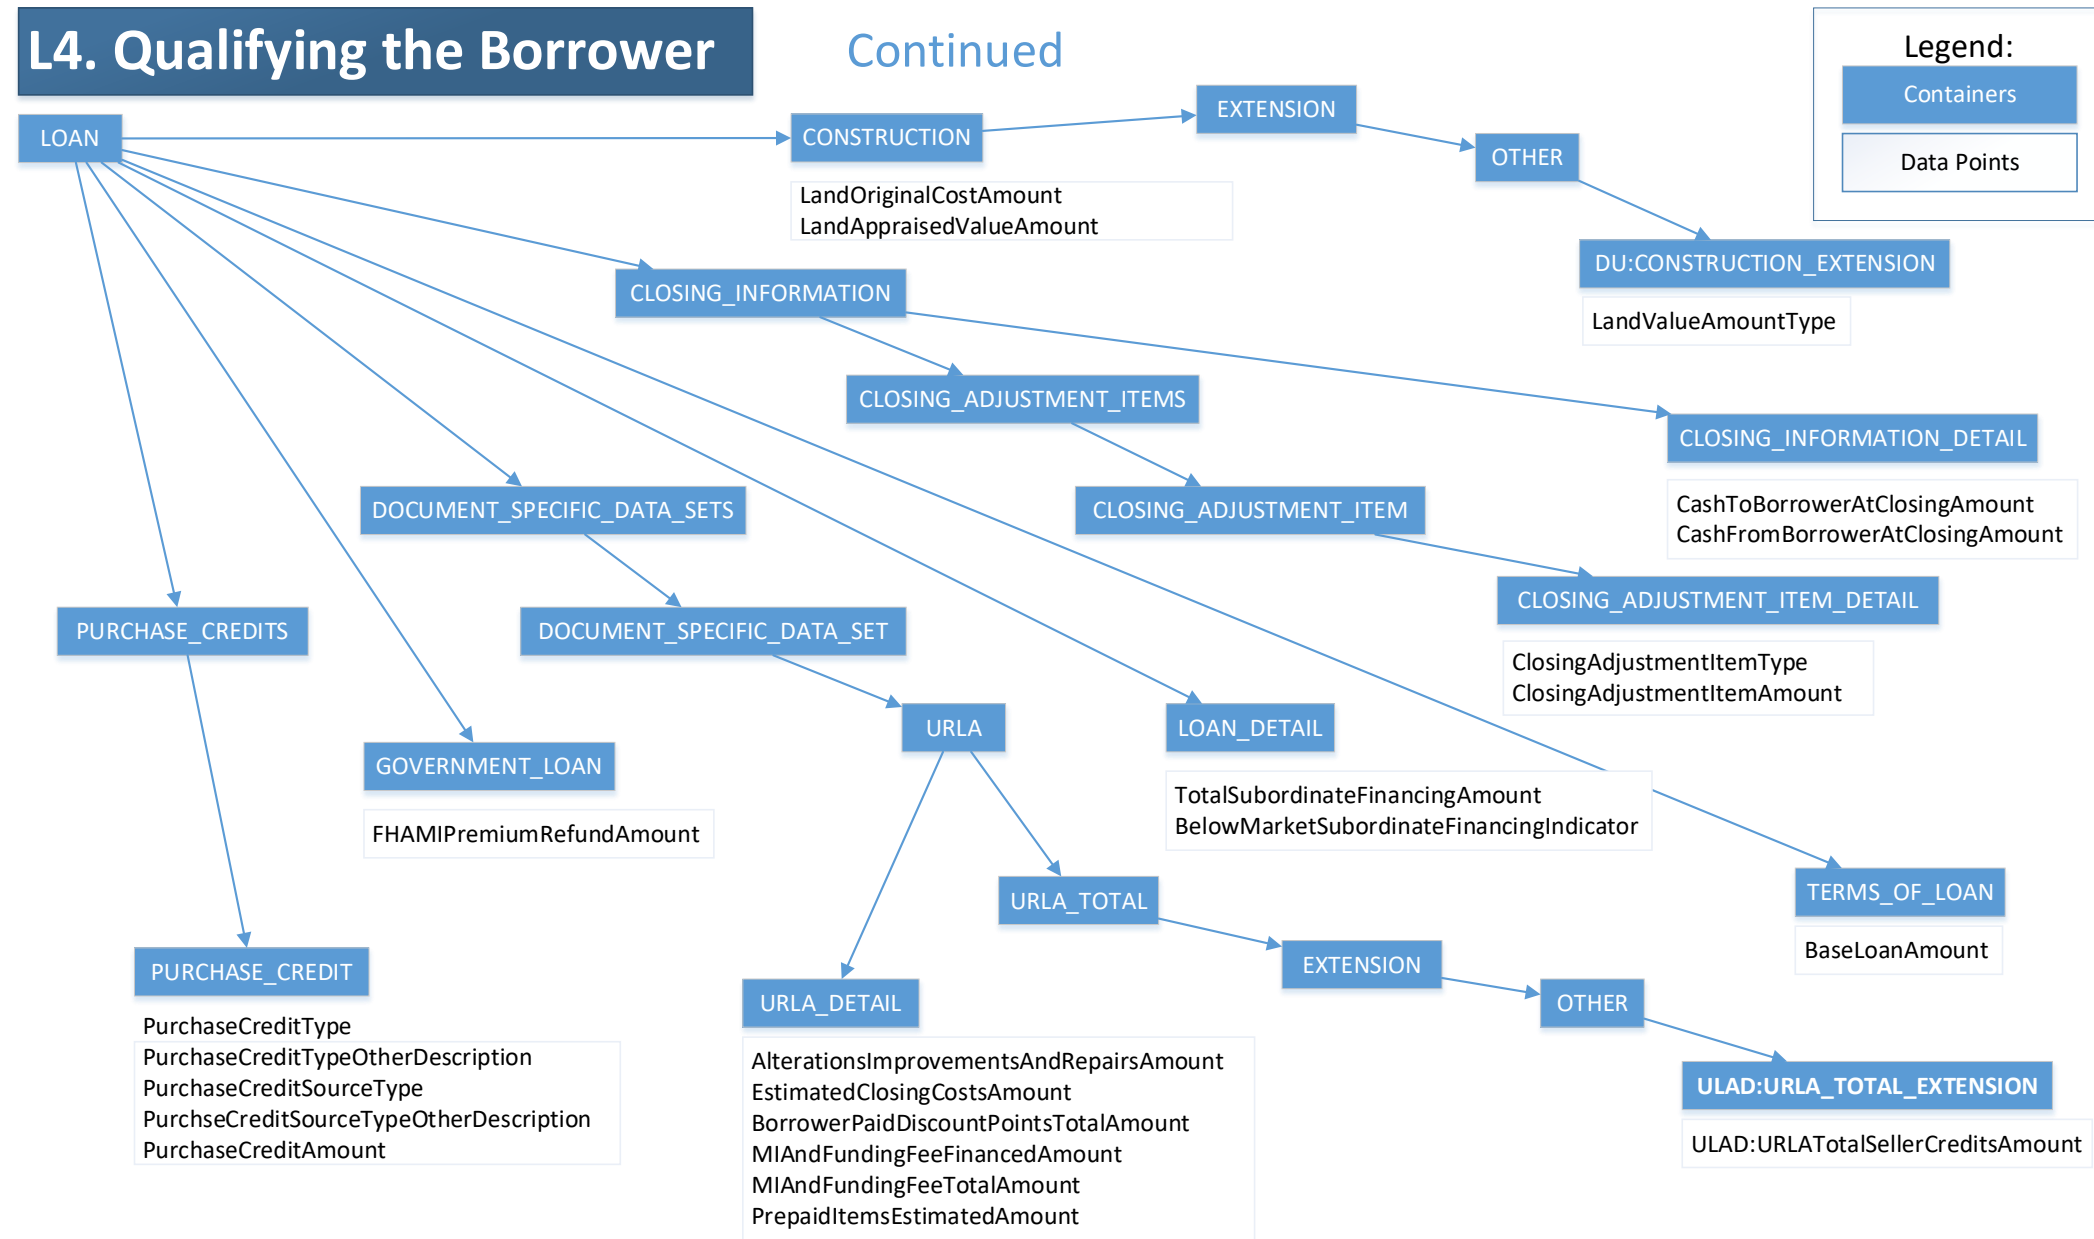 L4. Qualifying the Borrower
Continued
Legend:
Containers
Data Points
LOAN
CONSTRUCTION
EXTENSION
OTHER
LandOriginalCostAmount
LandAppraisedValueAmount
DU:CONSTRUCTION_EXTENSION
LandValueAmountType
CLOSING_INFORMATION
CLOSING_ADJUSTMENT_ITEMS
CLOSING_INFORMATION_DETAIL
CashToBorrowerAtClosingAmount
CashFromBorrowerAtClosingAmount
DOCUMENT_SPECIFIC_DATA_SETS
CLOSING_ADJUSTMENT_ITEM
CLOSING_ADJUSTMENT_ITEM_DETAIL
ClosingAdjustmentItemType
ClosingAdjustmentItemAmount
PURCHASE_CREDITS
DOCUMENT_SPECIFIC_DATA_SET
URLA
LOAN_DETAIL
TotalSubordinateFinancingAmount
BelowMarketSubordinateFinancingIndicator
GOVERNMENT_LOAN
FHAMIPremiumRefundAmount
URLA_TOTAL
TERMS_OF_LOAN
BaseLoanAmount
EXTENSION
OTHER
PURCHASE_CREDIT
PurchaseCreditType
PurchaseCreditTypeOtherDescription
PurchaseCreditSourceType
PurchseCreditSourceTypeOtherDescription
PurchaseCreditAmount
URLA_DETAIL
AlterationsImprovementsAndRepairsAmount
EstimatedClosingCostsAmount
BorrowerPaidDiscountPointsTotalAmount
MIAndFundingFeeFinancedAmount
MIAndFundingFeeTotalAmount
PrepaidItemsEstimatedAmount
ULAD:URLA_TOTAL_EXTENSION
ULAD:URLATotalSellerCreditsAmount